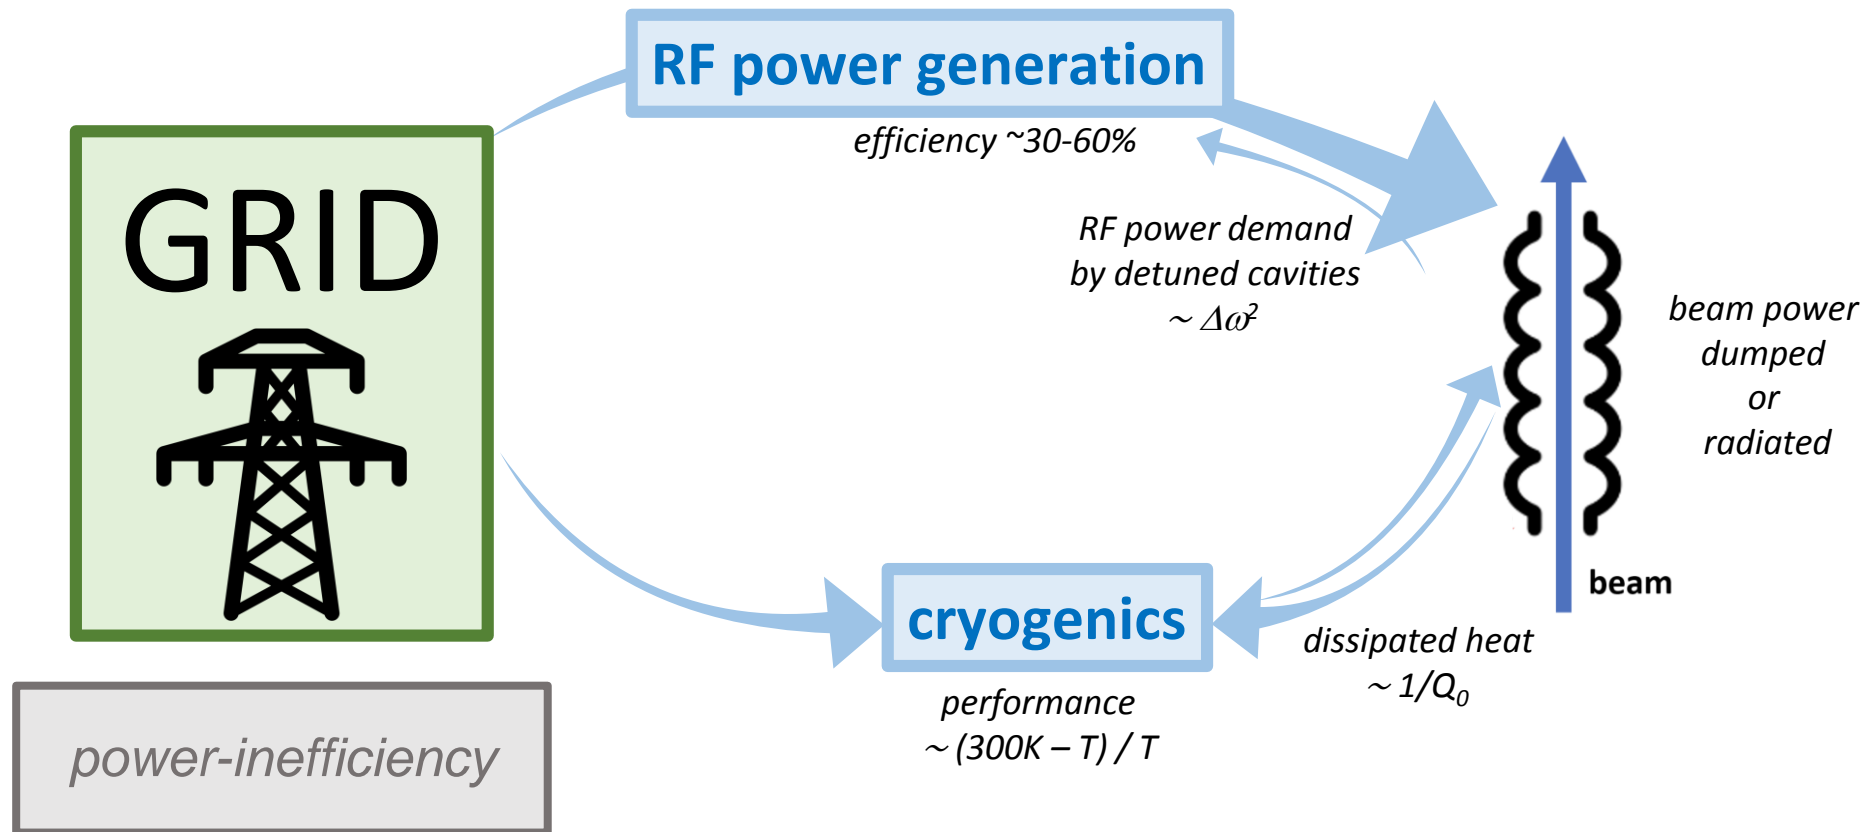 RF power generation
efficiency ~30-60%
GRID
RF power demand
by detuned cavities
~ Δω²
beam power
dumped
or
radiated
beam
cryogenics
dissipated heat
~ 1/Q₀
performance
~ (300K – T) / T
power-inefficiency